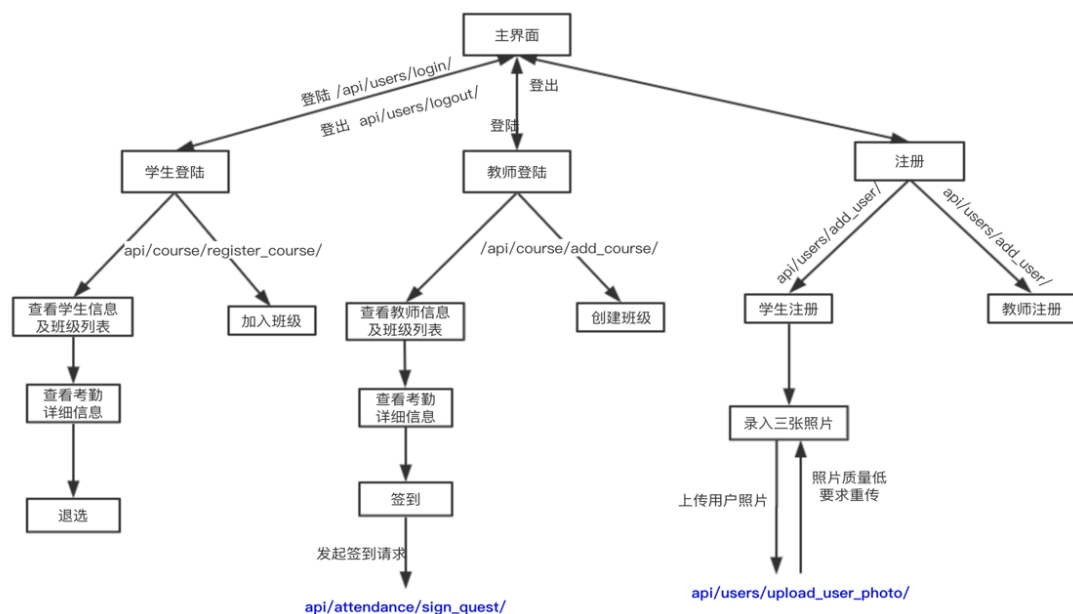 主界面
登陆 /api/users/login/
登出 api/users/logout/
登出
登陆
学生登陆
教师登陆
注册
api/course/register_course/
/api/course/add_course/
api/users/add_user/
api/users/add_user/
查看学生信息
及班级列表
加入班级
查看教师信息
及班级列表
创建班级
学生注册
教师注册
查看考勤
详细信息
查看考勤
详细信息
录入三张照片
退选
签到
上传用户照片
照片质量低
要求重传
发起签到请求
api/attendance/sign_quest/
api/users/upload_user_photo/